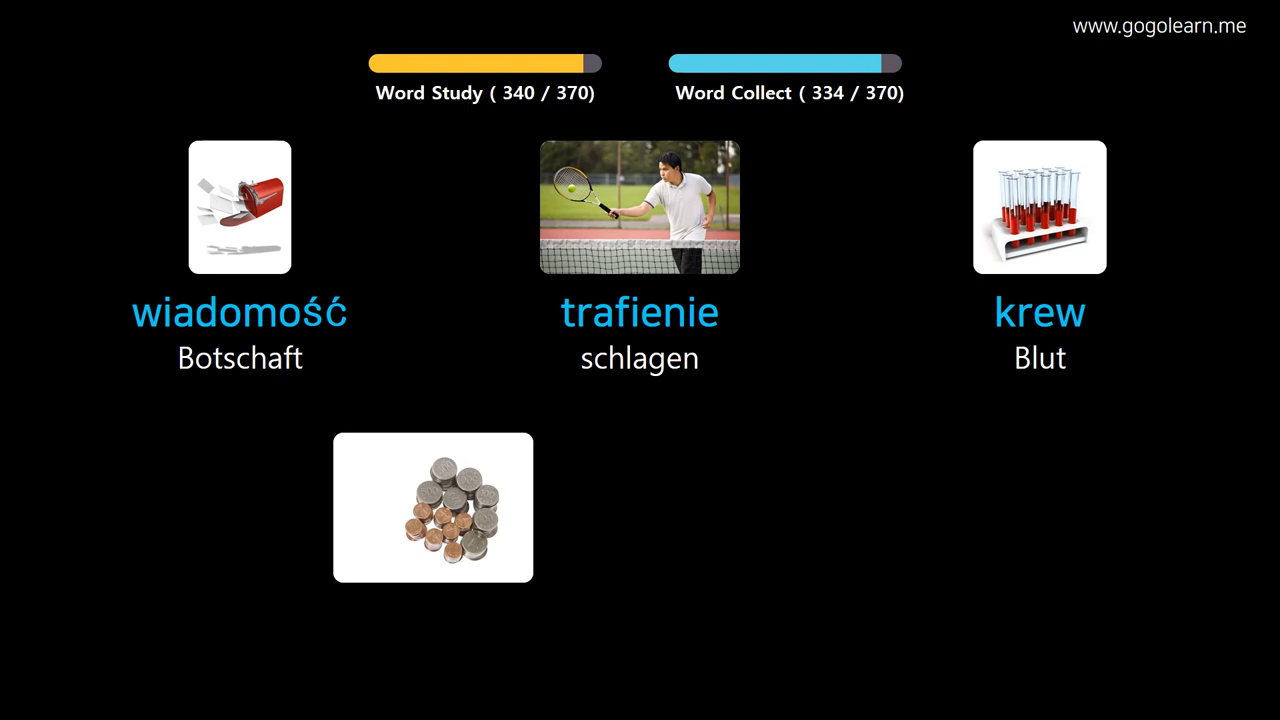 www.gogolearn.me
Word Study ( 340 / 370)
Word Collect ( 334 / 370)
wiadomość
Botschaft
trafienie
schlagen
krew
Blut